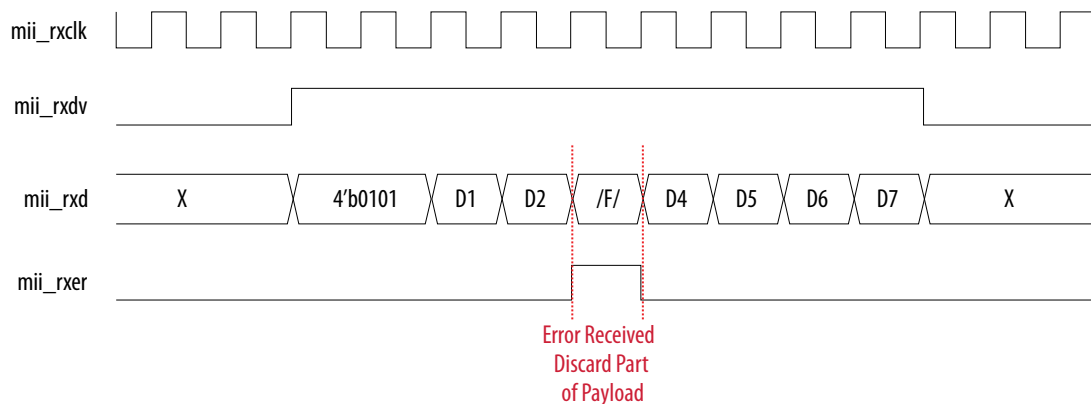 mii_rxclk
mii_rxdv
mii_rxd X 4'b0101 D1 D2 /F/ D4 D5 D6 D7 X
mii_rxer
Error Received
Discard Part
of Payload